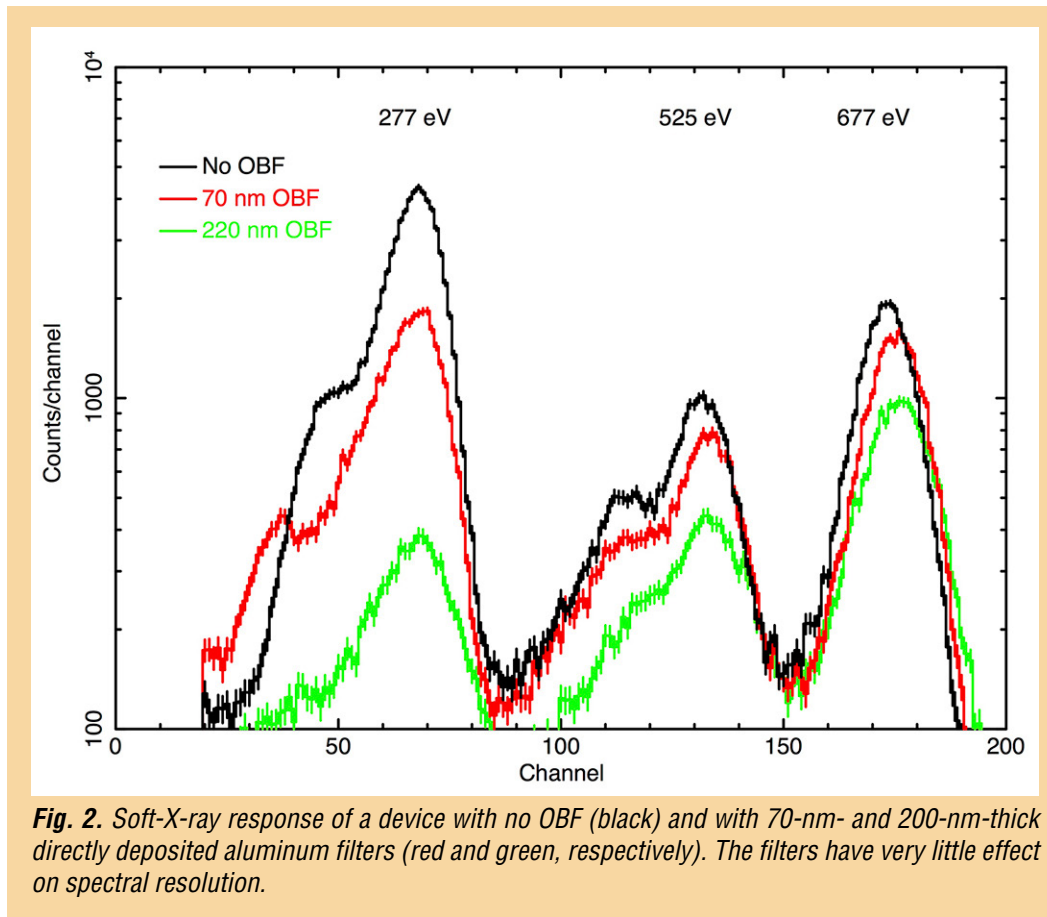 10⁴
277 eV
525 eV
677 eV
No OBF
70 nm OBF
220 nm OBF
Counts/channel
1000
100
0
50
100
150
200
Channel
Fig. 2. Soft-X-ray response of a device with no OBF (black) and with 70-nm- and 200-nm-thick
directly deposited aluminum filters (red and green, respectively). The filters have very little effect
on spectral resolution.